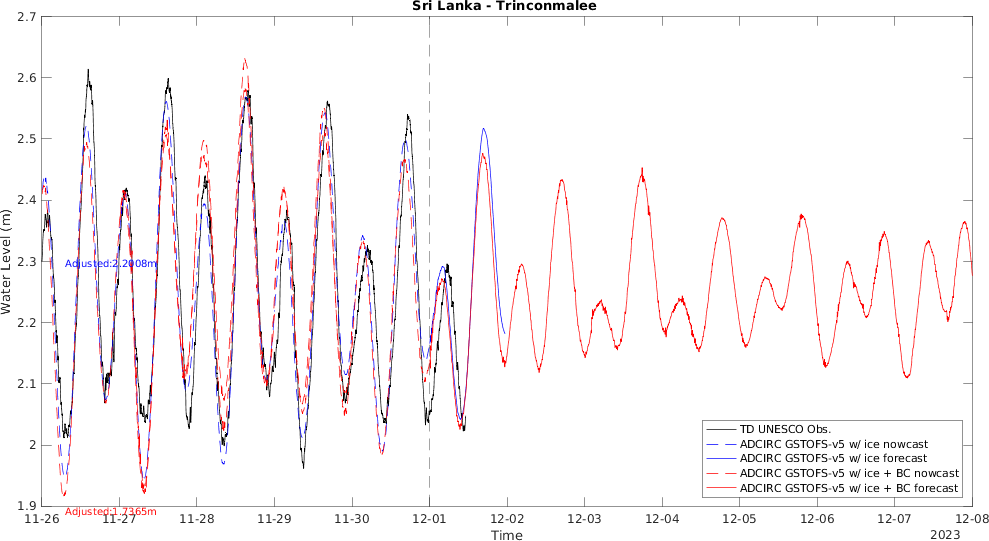 Sri Lanka - Trinconmalee
2.7
2.6
2.5
2.4
2.3
2.2
2.1
2
1.9
Water Level (m)
Adjusted:2.2008m
Adjusted:1.7365m
TD UNESCO Obs.
ADCIRC GSTOFS-v5 w/ ice nowcast
ADCIRC GSTOFS-v5 w/ ice forecast
ADCIRC GSTOFS-v5 w/ ice + BC nowcast
ADCIRC GSTOFS-v5 w/ ice + BC forecast
11-26 11-27 11-28 11-29 11-30 12-01 12-02 12-03 12-04 12-05 12-06 12-07 12-08
Time
2023